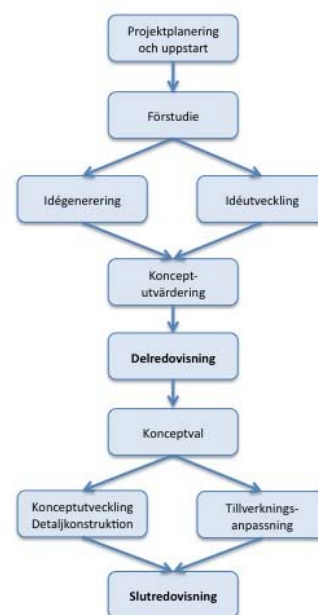 Projektplanering
och uppstart
Förstudie
Idégenerering
Idéutveckling
Koncept-
utvärdering
Delredovisning
Konceptval
Konceptutveckling
Detaljkonstruktion
Tillverknings-
anpassning
Slutredovisning